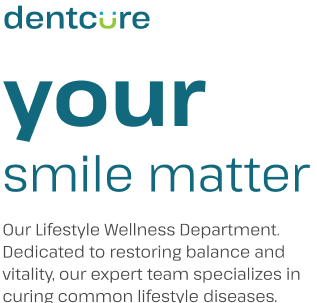 dentcure
your
smile matter
Our Lifestyle Wellness Department.
Dedicated to restoring balance and
vitality, our expert team specializes in
curing common lifestyle diseases.